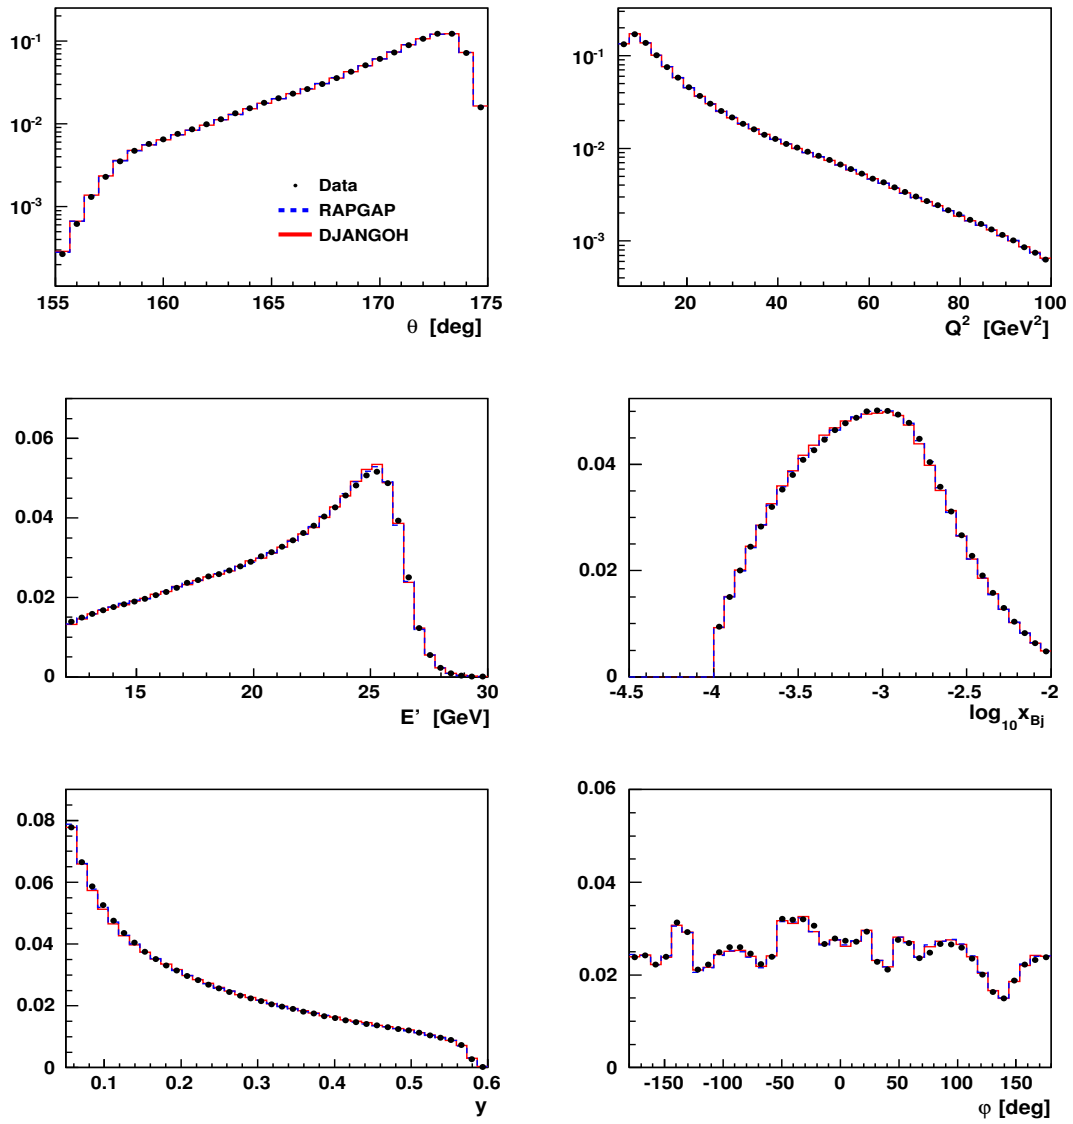 10⁻¹
10⁻²
10⁻³
Data
RAPGAP
DJANGOH
155 160 165 170 175
θ [deg]
10⁻¹
10⁻²
10⁻³
20 40 60 80 100
Q² [GeV²]
0.06
0.04
0.02
0
15 20 25 30
E' [GeV]
0.04
0.02
0
-4.5 -4 -3.5 -3 -2.5 -2
log₁₀x_Bj
0.08
0.06
0.04
0.02
0
0.1 0.2 0.3 0.4 0.5 0.6
y
0.06
0.04
0.02
0
-150 -100 -50 0 50 100 150
φ [deg]